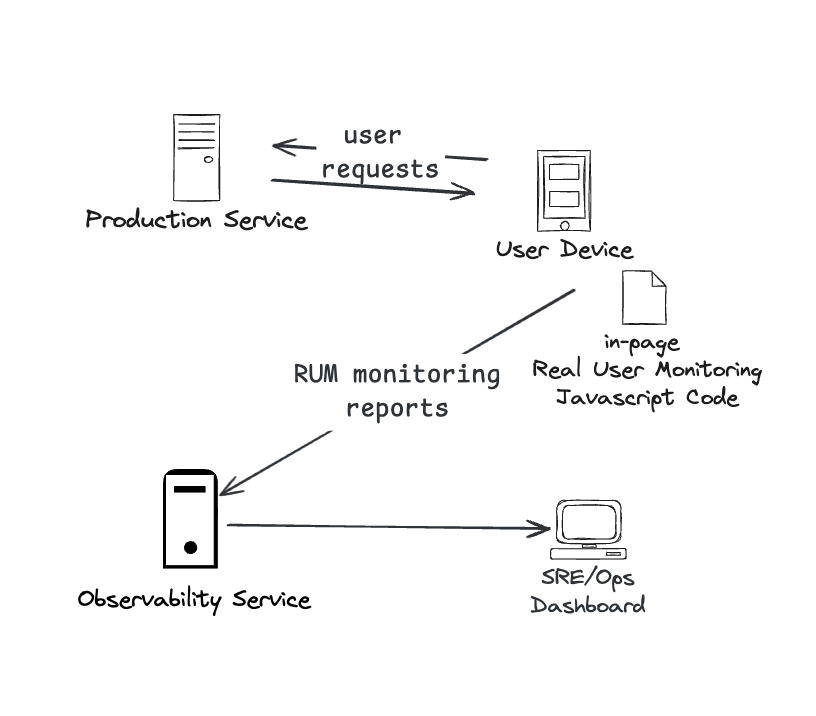 user
requests
Production Service
User Device
in-page
Real User Monitoring
Javascript Code
RUM monitoring
reports
Observability Service
SRE/Ops
Dashboard